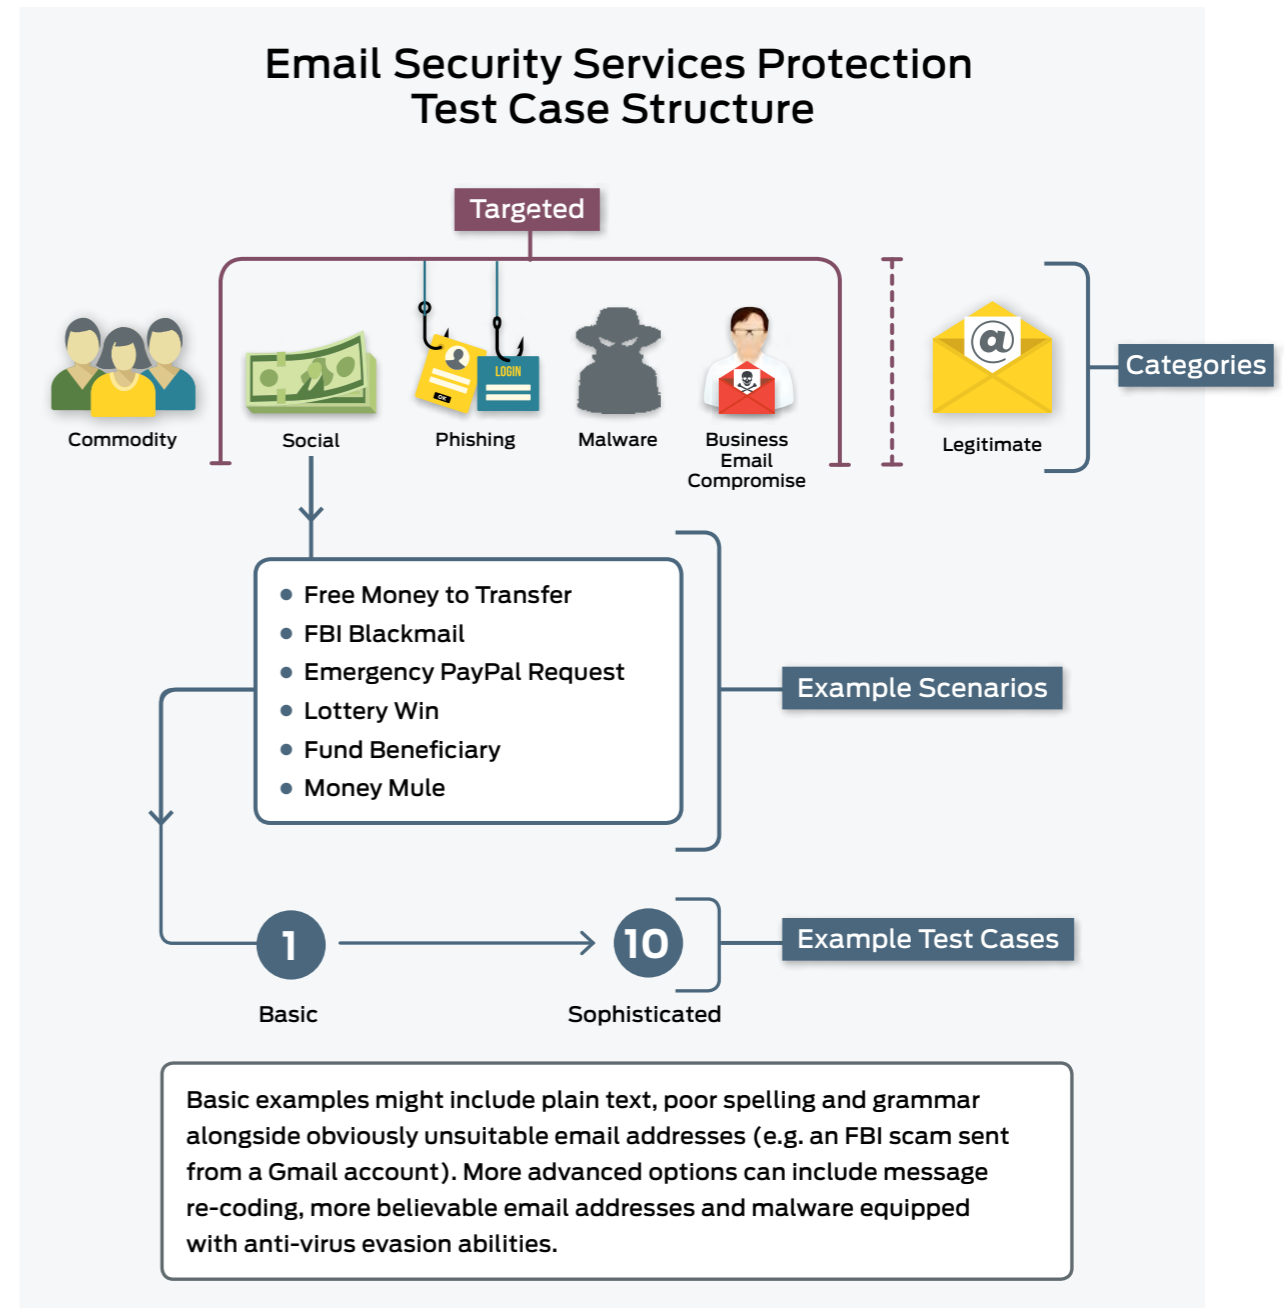 Email Security Services Protection
Test Case Structure
Targeted
Categories
LOGIN
OK
@
Commodity
Social
Phishing
Malware
Business
Email
Compromise
Legitimate
• Free Money to Transfer
• FBI Blackmail
• Emergency PayPal Request
• Lottery Win
• Fund Beneficiary
• Money Mule
Example Scenarios
1
10
Example Test Cases
Basic
Sophisticated
Basic examples might include plain text, poor spelling and grammar
alongside obviously unsuitable email addresses (e.g. an FBI scam sent
from a Gmail account). More advanced options can include message
re-coding, more believable email addresses and malware equipped
with anti-virus evasion abilities.